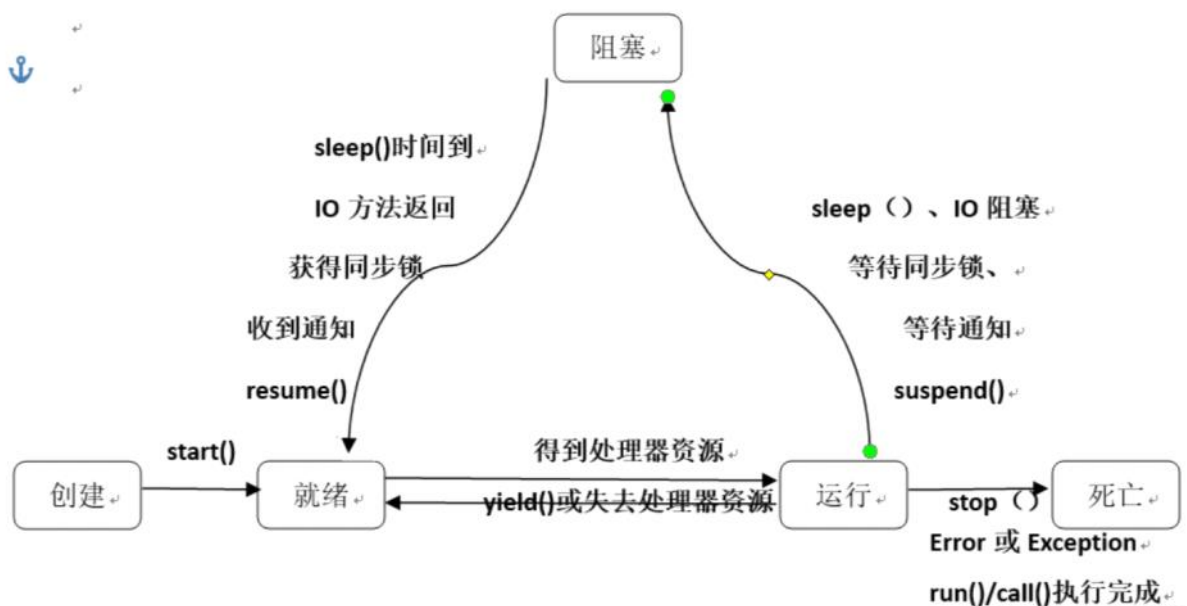 阻塞
sleep()时间到
IO 方法返回
获得同步锁
收到通知
resume()
sleep（）、IO 阻塞
等待同步锁、
等待通知
suspend()
创建
start()
就绪
得到处理器资源
yield()或失去处理器资源
运行
stop（）
死亡
Error 或 Exception
run()/call()执行完成